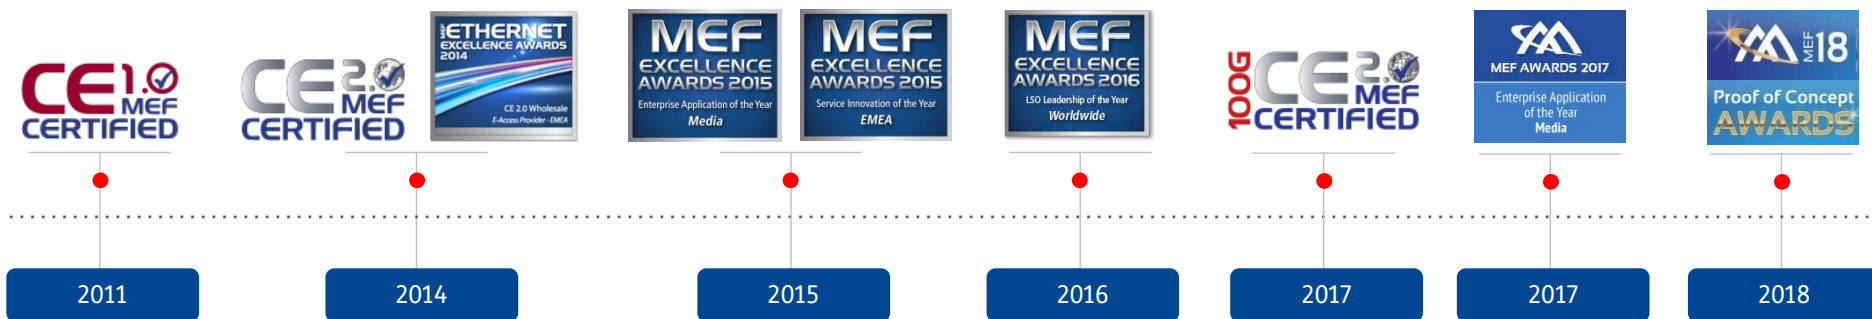 CE 1.0
MEF
CERTIFIED
CE 2.0
MEF
CERTIFIED
MEF ETHERNET
EXCELLENCE AWARDS
2014
CE 2.0 Wholesale
E-Access Provider - EMEA
MEF
EXCELLENCE
AWARDS 2015
Enterprise Application of the Year
Media
MEF
EXCELLENCE
AWARDS 2015
Service Innovation of the Year
EMEA
MEF
EXCELLENCE
AWARDS 2016
LSO Leadership of the Year
Worldwide
100G
CE 2.0
MEF
CERTIFIED
MEF AWARDS 2017
Enterprise Application
of the Year
Media
MEF18
Proof of Concept
AWARDS
2011
2014
2015
2016
2017
2017
2018